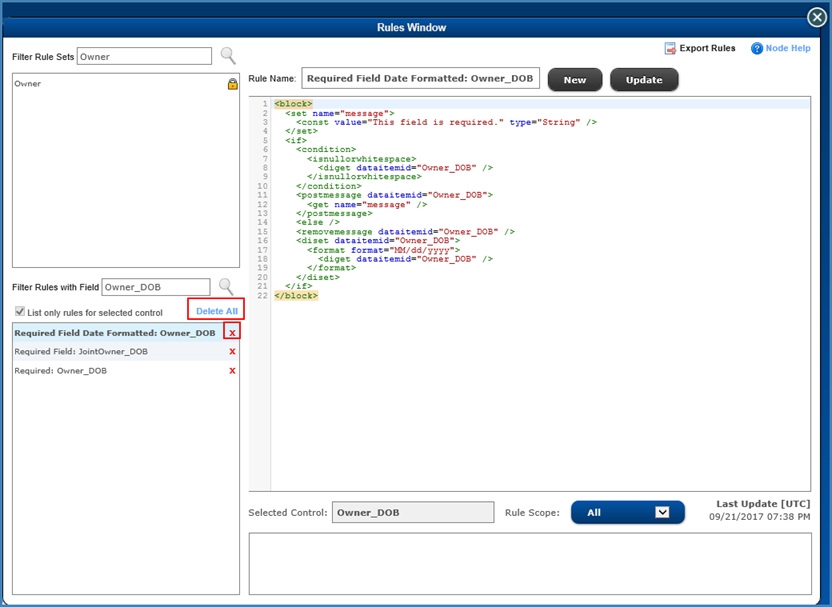 Rules Window
Filter Rule Sets Owner
Owner
Export Rules
Node Help
Rule Name: Required Field Date Formatted: Owner_DOB New Update
1 <block>
2 <set name="message">
3 <const value="This field is required." type="String" />
4 </set>
5 <if>
6 <condition>
7 <isnullorwhitespace>
8 <diget dataitemid="Owner_DOB" />
9 </isnullorwhitespace>
10 </condition>
11 <postmessage dataitemid="Owner_DOB">
12 <get name="message" />
13 </postmessage>
14 <else />
15 <removemessage dataitemid="Owner_DOB" />
16 <diset dataitemid="Owner_DOB">
17 <format format="MM/dd/yyyy">
18 <diget dataitemid="Owner_DOB" />
19 </format>
20 </diset>
21 </if>
22 </block>
Filter Rules with Field Owner_DOB
List only rules for selected control Delete All
Required Field Date Formatted: Owner_DOB x
Required Field: JointOwner_DOB x
Required: Owner_DOB x
Selected Control: Owner_DOB Rule Scope: All
Last Update [UTC]
09/21/2017 07:38 PM